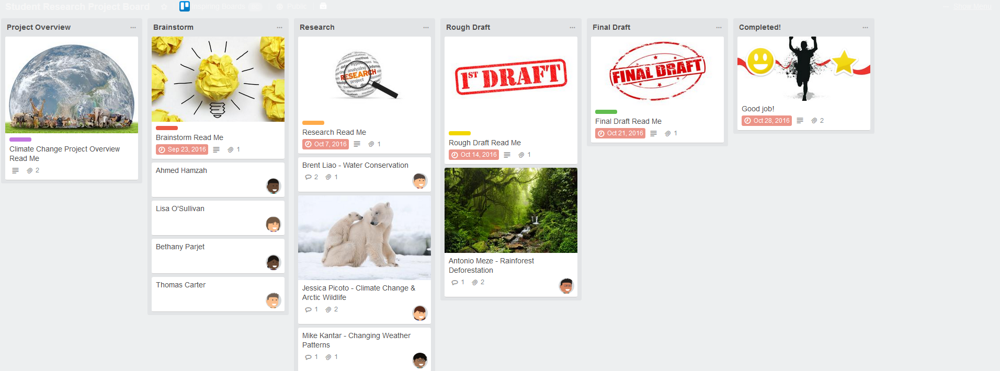 Student Research Project Board
Inspiring Boards
Public
Show Menu
Project Overview
Climate Change Project Overview
Read Me
2
Brainstorm
Brainstorm Read Me
Sep 23, 2016
1
Ahmed Hamzah
Lisa O'Sullivan
Bethany Parjet
Thomas Carter
Research
documentation
method
hypotheses
analyzing
RESEARCH
project
documentation
Research Read Me
Oct 7, 2016
1
Brent Liao - Water Conservation
2
1
Jessica Picoto - Climate Change &
Arctic Wildlife
1
2
Mike Kantar - Changing Weather
Patterns
1
1
Rough Draft
1ST DRAFT
Rough Draft Read Me
Oct 14, 2016
1
Antonio Meze - Rainforest
Deforestation
1
2
Final Draft
FINAL DRAFT
Final Draft Read Me
Oct 21, 2016
1
Completed!
Good job!
Oct 28, 2016
2